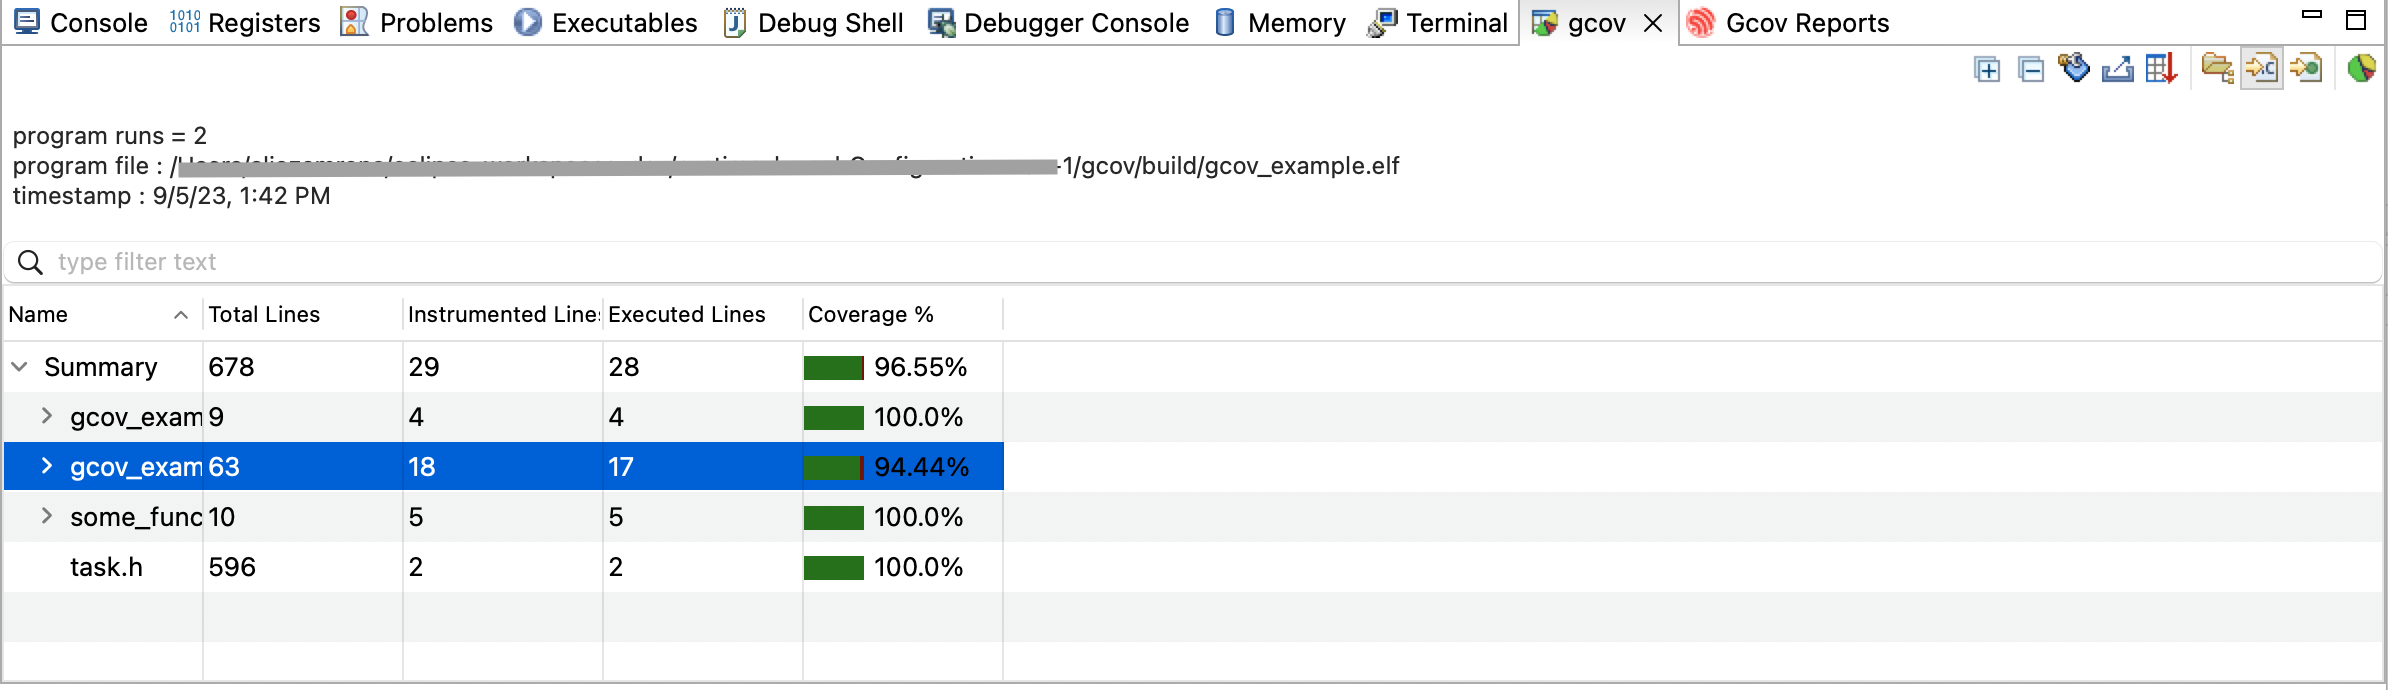 Console Registers Problems Executables Debug Shell Debugger Console Memory Terminal gcov Gcov Reports
program runs = 2
program file : / -1/gcov/build/gcov_example.elf
timestamp : 9/5/23, 1:42 PM
type filter text
Name Total Lines Instrumented Line Executed Lines Coverage %
Summary 678 29 28 96.55%
gcov_exam 9 4 4 100.0%
gcov_exam 63 18 17 94.44%
some_func 10 5 5 100.0%
task.h 596 2 2 100.0%